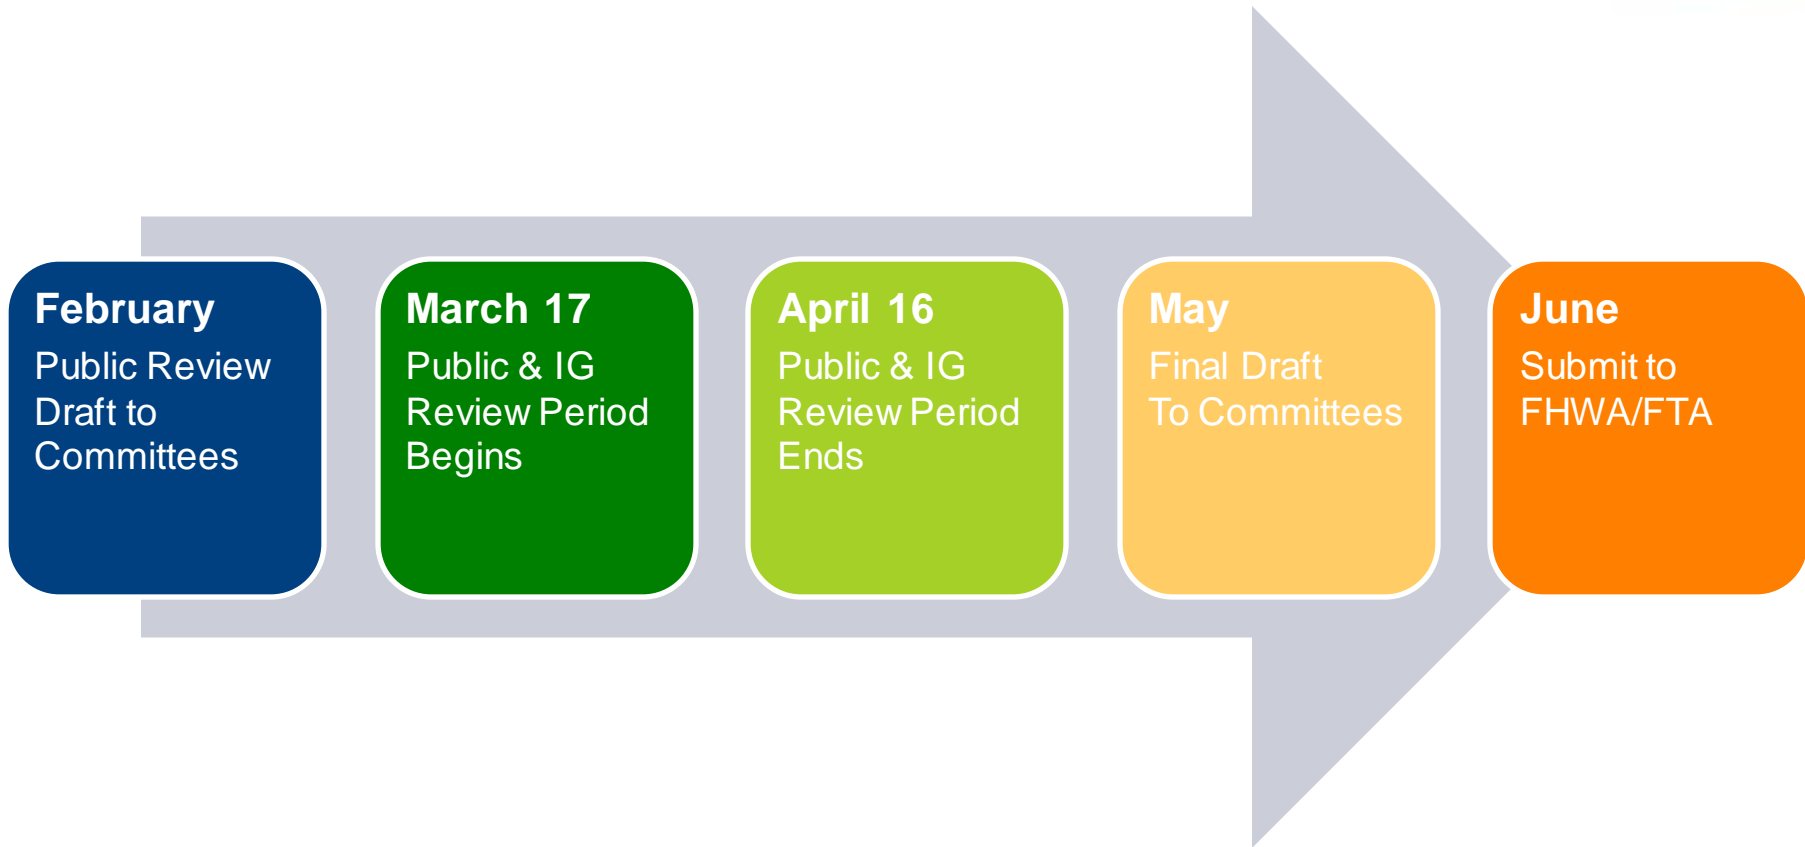 February
Public Review
Draft to
Committees
March 17
Public & IG
Review Period
Begins
April 16
Public & IG
Review Period
Ends
May
Final Draft
To Committees
June
Submit to
FHWA/FTA